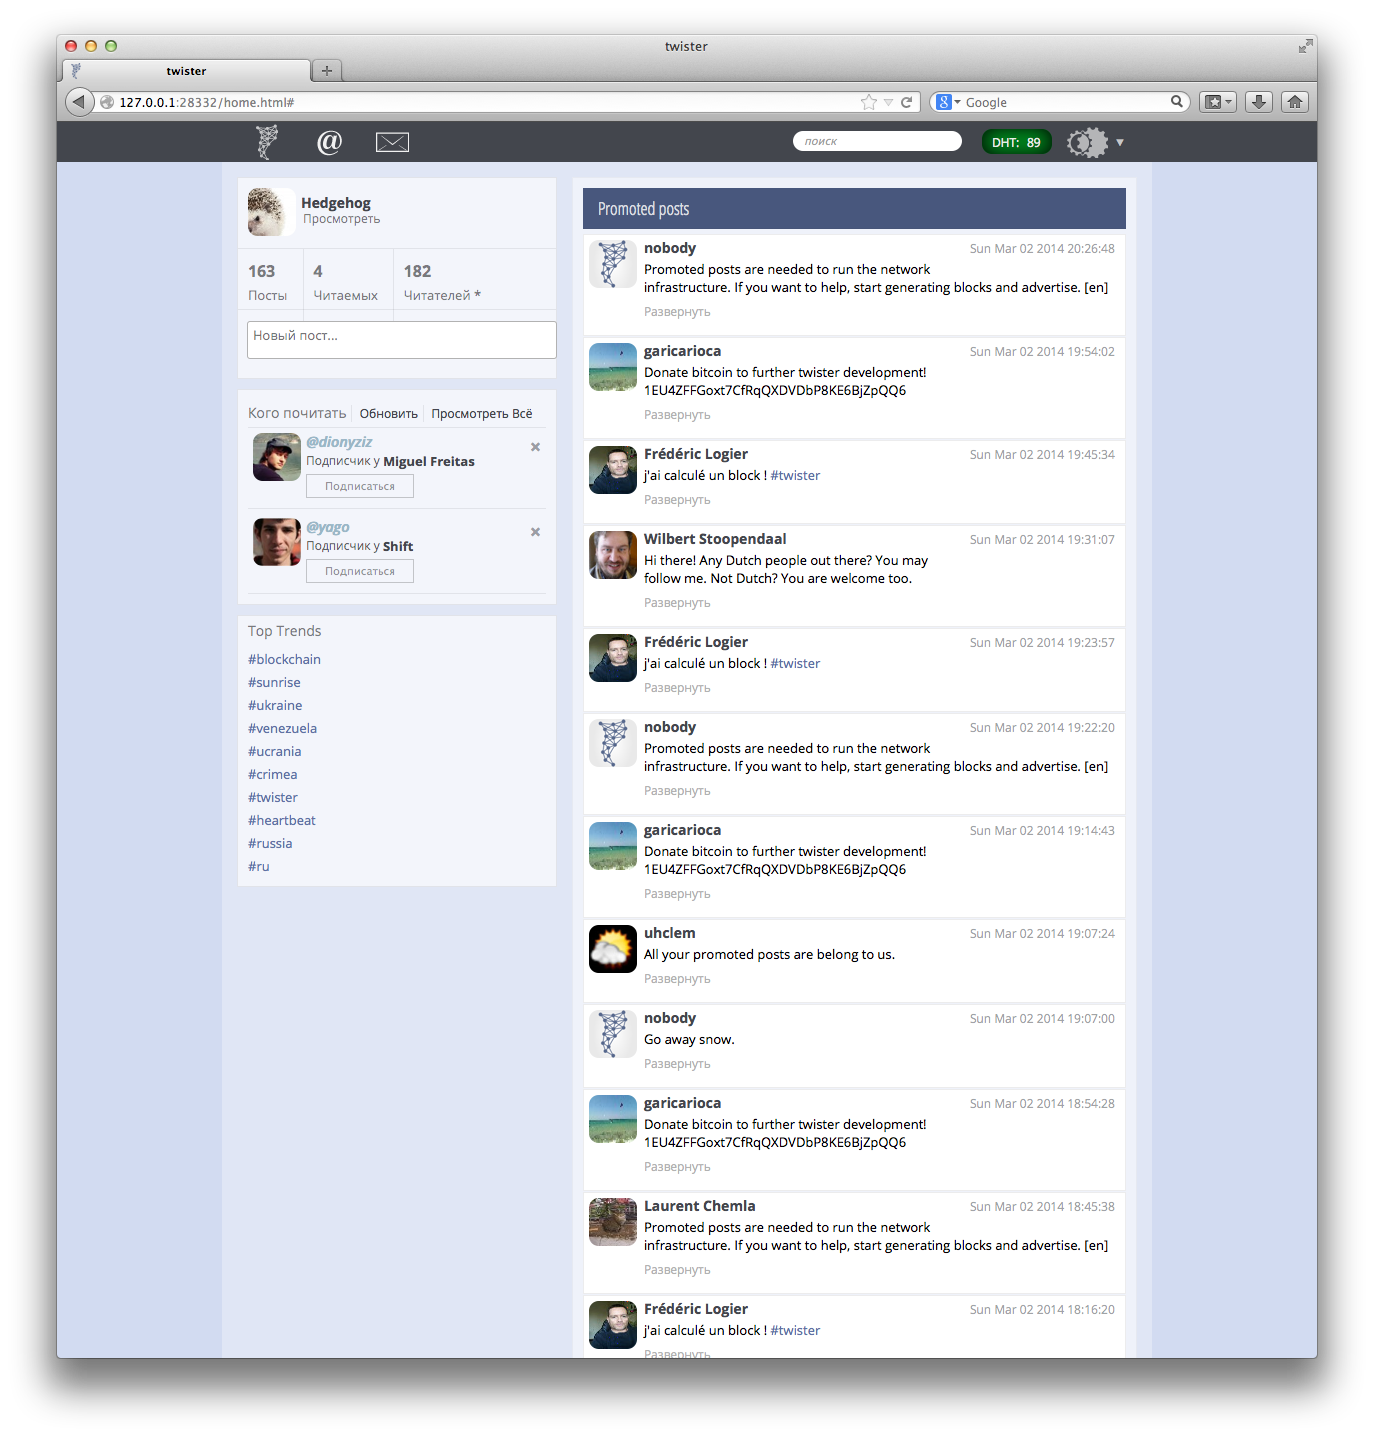 twister
twister
127.0.0.1:28332/home.html#
Google
@
поиск
DHT: 89
Hedgehog
Просмотреть
163
Посты
4
Читаемых
182
Читателей *
Новый пост...
Кого почитать
Обновить
Просмотреть Всё
@dionyziz
Подписчик у Miguel Freitas
Подписаться
@yago
Подписчик у Shift
Подписаться
Top Trends
#blockchain
#sunrise
#ukraine
#venezuela
#ucrania
#crimea
#twister
#heartbeat
#russia
#ru
Promoted posts
nobody Sun Mar 02 2014 20:26:48
Promoted posts are needed to run the network
infrastructure. If you want to help, start generating blocks and advertise. [en]
Развернуть
garicarioca Sun Mar 02 2014 19:54:02
Donate bitcoin to further twister development!
1EU4ZFFGoxt7CfRqQXDVDbP8KE6BjZpQQ6
Развернуть
Frédéric Logier Sun Mar 02 2014 19:45:34
j'ai calculé un block ! #twister
Развернуть
Wilbert Stoopendaal Sun Mar 02 2014 19:31:07
Hi there! Any Dutch people out there? You may
follow me. Not Dutch? You are welcome too.
Развернуть
Frédéric Logier Sun Mar 02 2014 19:23:57
j'ai calculé un block ! #twister
Развернуть
nobody Sun Mar 02 2014 19:22:20
Promoted posts are needed to run the network
infrastructure. If you want to help, start generating blocks and advertise. [en]
Развернуть
garicarioca Sun Mar 02 2014 19:14:43
Donate bitcoin to further twister development!
1EU4ZFFGoxt7CfRqQXDVDbP8KE6BjZpQQ6
Развернуть
uhclem Sun Mar 02 2014 19:07:24
All your promoted posts are belong to us.
Развернуть
nobody Sun Mar 02 2014 19:07:00
Go away snow.
Развернуть
garicarioca Sun Mar 02 2014 18:54:28
Donate bitcoin to further twister development!
1EU4ZFFGoxt7CfRqQXDVDbP8KE6BjZpQQ6
Развернуть
Laurent Chemla Sun Mar 02 2014 18:45:38
Promoted posts are needed to run the network
infrastructure. If you want to help, start generating blocks and advertise. [en]
Развернуть
Frédéric Logier Sun Mar 02 2014 18:16:20
j'ai calculé un block ! #twister
Развернуть